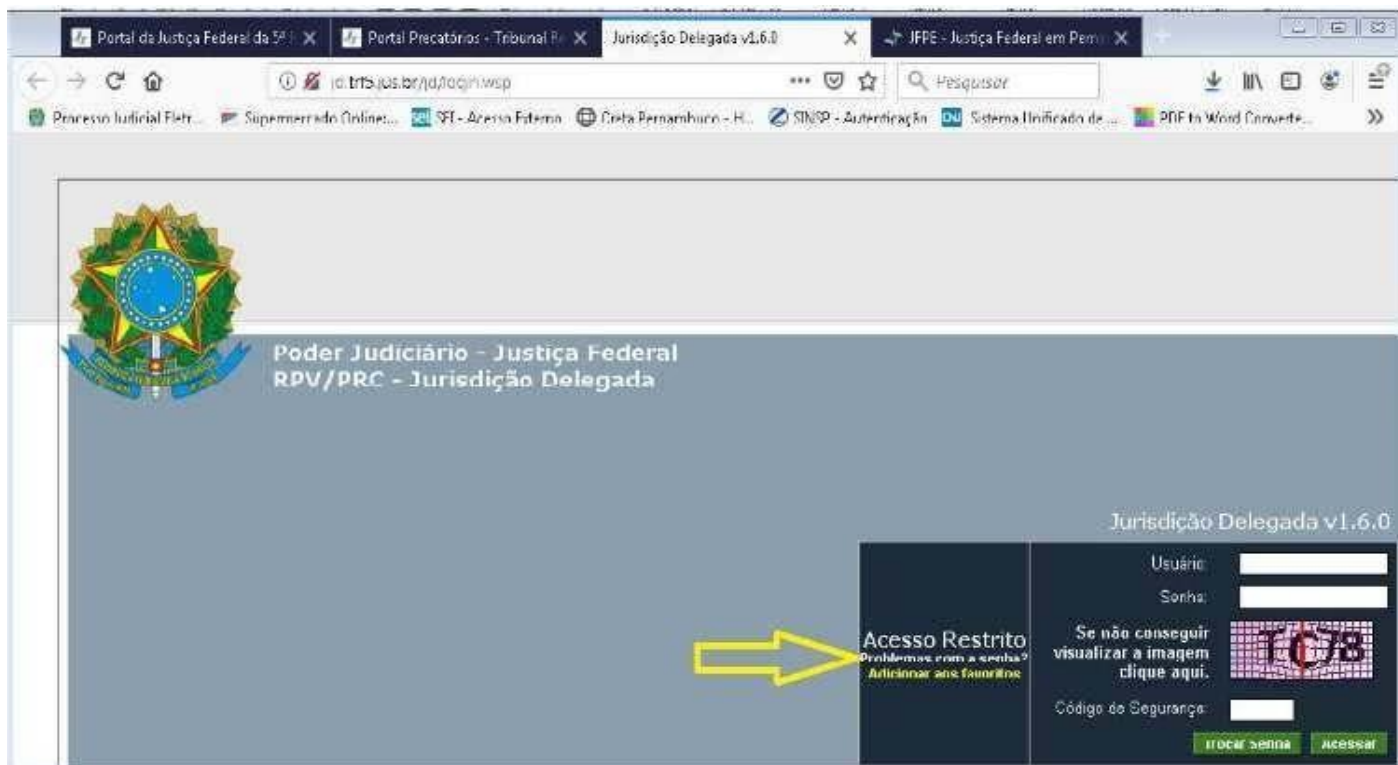 Portal da Justiça Federal da 5ª
Portal Precatórios - Tribunal Re
Jurisdição Delegada v1.6.0
JFPE - Justiça Federal em Pern
jd.trf5.jus.br/jd/login.wsp
Pesquisar
Processo Judicial Eletr...
Supermercado Online:...
SEI - Acesso Externo
Creta Pernambuco - H...
SINSP - Autenticação
Sistema Unificado de ...
PDF to Word Converte...
Poder Judiciário - Justiça Federal
RPV/PRC - Jurisdição Delegada
Jurisdição Delegada v1.6.0
Usuário:
Senha:
Acesso Restrito
Problemas com a senha?
Adicionar aos favoritos
Se não conseguir
visualizar a imagem
clique aqui.
TC78
Código de Segurança:
Trocar Senha
Acessar